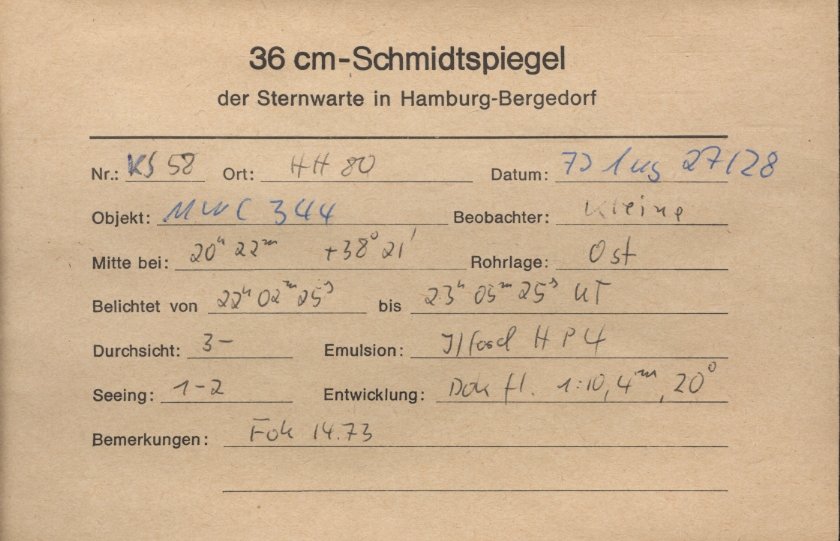 36 cm-Schmidtspiegel
der Sternwarte in Hamburg-Bergedorf
Nr.: KS 58 Ort: HH 80 Datum: 73 Aug 27/28
Objekt: MWC 344 Beobachter: Kleine
Mitte bei: 20ʰ 22ᵐ +38° 21' Rohrlage: Ost
Belichtet von 22ʰ 02ᵐ 25ˢ bis 23ʰ 05ᵐ 25ˢ UT
Durchsicht: 3- Emulsion: Ilford HP4
Seeing: 1-2 Entwicklung: Dok fl. 1:10, 4ᵐ, 20°
Bemerkungen: Fok 14.73